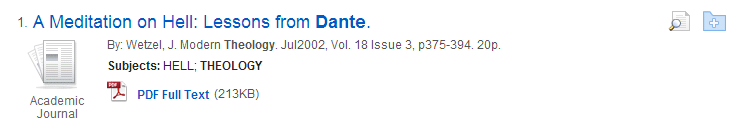 1. A Meditation on Hell: Lessons from Dante.
By: Wetzel, J. Modern Theology. Jul2002, Vol. 18 Issue 3, p375-394. 20p.
Subjects: HELL; THEOLOGY
PDF PDF Full Text (213KB)
Academic
Journal